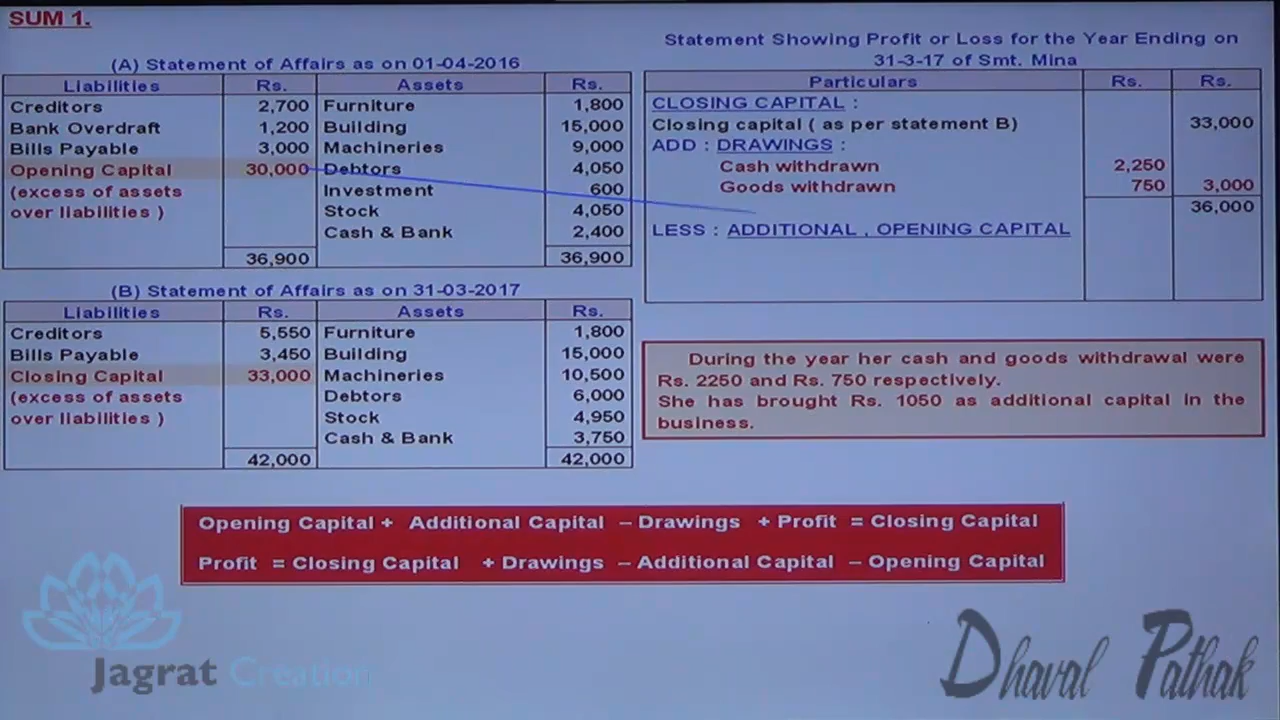 SUM 1.
(A) Statement of Affairs as on 01-04-2016
Liabilities Rs. Assets Rs.
Creditors 2,700 Furniture 1,800
Bank Overdraft 1,200 Building 15,000
Bills Payable 3,000 Machineries 9,000
Opening Capital 30,000 Debtors 4,050
(excess of assets Investment 600
over liabilities ) Stock 4,050
Cash & Bank 2,400
36,900 36,900
(B) Statement of Affairs as on 31-03-2017
Liabilities Rs. Assets Rs.
Creditors 5,550 Furniture 1,800
Bills Payable 3,450 Building 15,000
Closing Capital 33,000 Machineries 10,500
(excess of assets Debtors 6,000
over liabilities ) Stock 4,950
Cash & Bank 3,750
42,000 42,000
Statement Showing Profit or Loss for the Year Ending on
31-3-17 of Smt. Mina
Particulars Rs. Rs.
CLOSING CAPITAL :
Closing capital ( as per statement B) 33,000
ADD : DRAWINGS :
Cash withdrawn 2,250
Goods withdrawn 750 3,000
36,000
LESS : ADDITIONAL , OPENING CAPITAL
During the year her cash and goods withdrawal were
Rs. 2250 and Rs. 750 respectively.
She has brought Rs. 1050 as additional capital in the
business.
Opening Capital + Additional Capital – Drawings + Profit = Closing Capital
Profit = Closing Capital + Drawings – Additional Capital – Opening Capital
Jagrat Creation
Dhaval Pathak